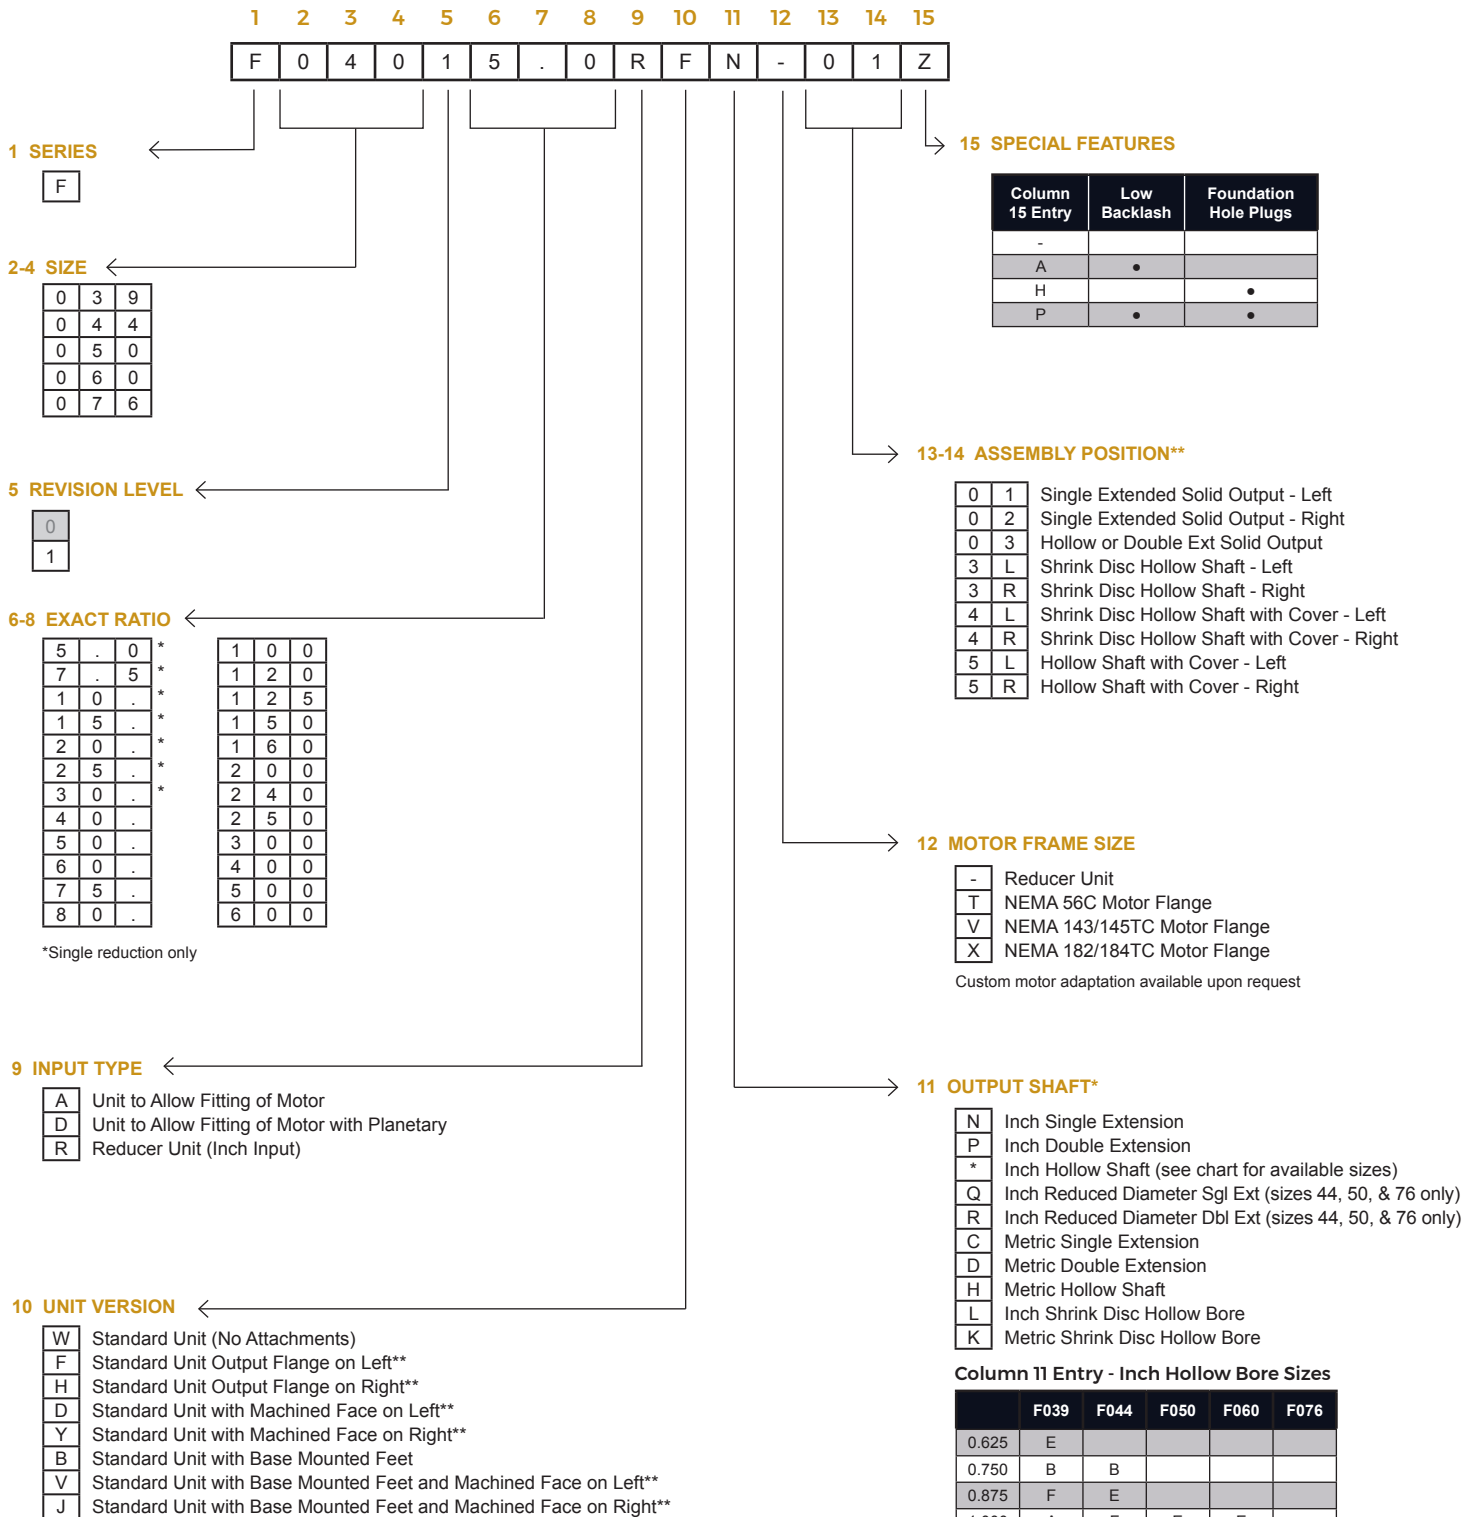 1 2 3 4 5 6 7 8 9 10 11 12 13 14 15
F 0 4 0 1 5 . 0 R F N - 0 1 Z
1 SERIES
F
2-4 SIZE
0 3 9
0 4 4
0 5 0
0 6 0
0 7 6
5 REVISION LEVEL
0
1
6-8 EXACT RATIO
5 . 0 *
7 . 5 *
1 0 . *
1 5 . *
2 0 . *
2 5 . *
3 0 . *
4 0 .
5 0 .
6 0 .
7 5 .
8 0 .
1 0 0
1 2 0
1 2 5
1 5 0
1 6 0
2 0 0
2 4 0
2 5 0
3 0 0
4 0 0
5 0 0
6 0 0
*Single reduction only
9 INPUT TYPE
A Unit to Allow Fitting of Motor
D Unit to Allow Fitting of Motor with Planetary
R Reducer Unit (Inch Input)
10 UNIT VERSION
W Standard Unit (No Attachments)
F Standard Unit Output Flange on Left**
H Standard Unit Output Flange on Right**
D Standard Unit with Machined Face on Left**
Y Standard Unit with Machined Face on Right**
B Standard Unit with Base Mounted Feet
V Standard Unit with Base Mounted Feet and Machined Face on Left**
J Standard Unit with Base Mounted Feet and Machined Face on Right**
15 SPECIAL FEATURES
Column 15 Entry Low Backlash Foundation Hole Plugs
-
A ●
H ●
P ● ●
13-14 ASSEMBLY POSITION**
0 1 Single Extended Solid Output - Left
0 2 Single Extended Solid Output - Right
0 3 Hollow or Double Ext Solid Output
3 L Shrink Disc Hollow Shaft - Left
3 R Shrink Disc Hollow Shaft - Right
4 L Shrink Disc Hollow Shaft with Cover - Left
4 R Shrink Disc Hollow Shaft with Cover - Right
5 L Hollow Shaft with Cover - Left
5 R Hollow Shaft with Cover - Right
12 MOTOR FRAME SIZE
- Reducer Unit
T NEMA 56C Motor Flange
V NEMA 143/145TC Motor Flange
X NEMA 182/184TC Motor Flange
Custom motor adaptation available upon request
11 OUTPUT SHAFT*
N Inch Single Extension
P Inch Double Extension
* Inch Hollow Shaft (see chart for available sizes)
Q Inch Reduced Diameter Sgl Ext (sizes 44, 50, & 76 only)
R Inch Reduced Diameter Dbl Ext (sizes 44, 50, & 76 only)
C Metric Single Extension
D Metric Double Extension
H Metric Hollow Shaft
L Inch Shrink Disc Hollow Bore
K Metric Shrink Disc Hollow Bore
Column 11 Entry - Inch Hollow Bore Sizes
F039 F044 F050 F060 F076
0.625 E
0.750 B B
0.875 F E